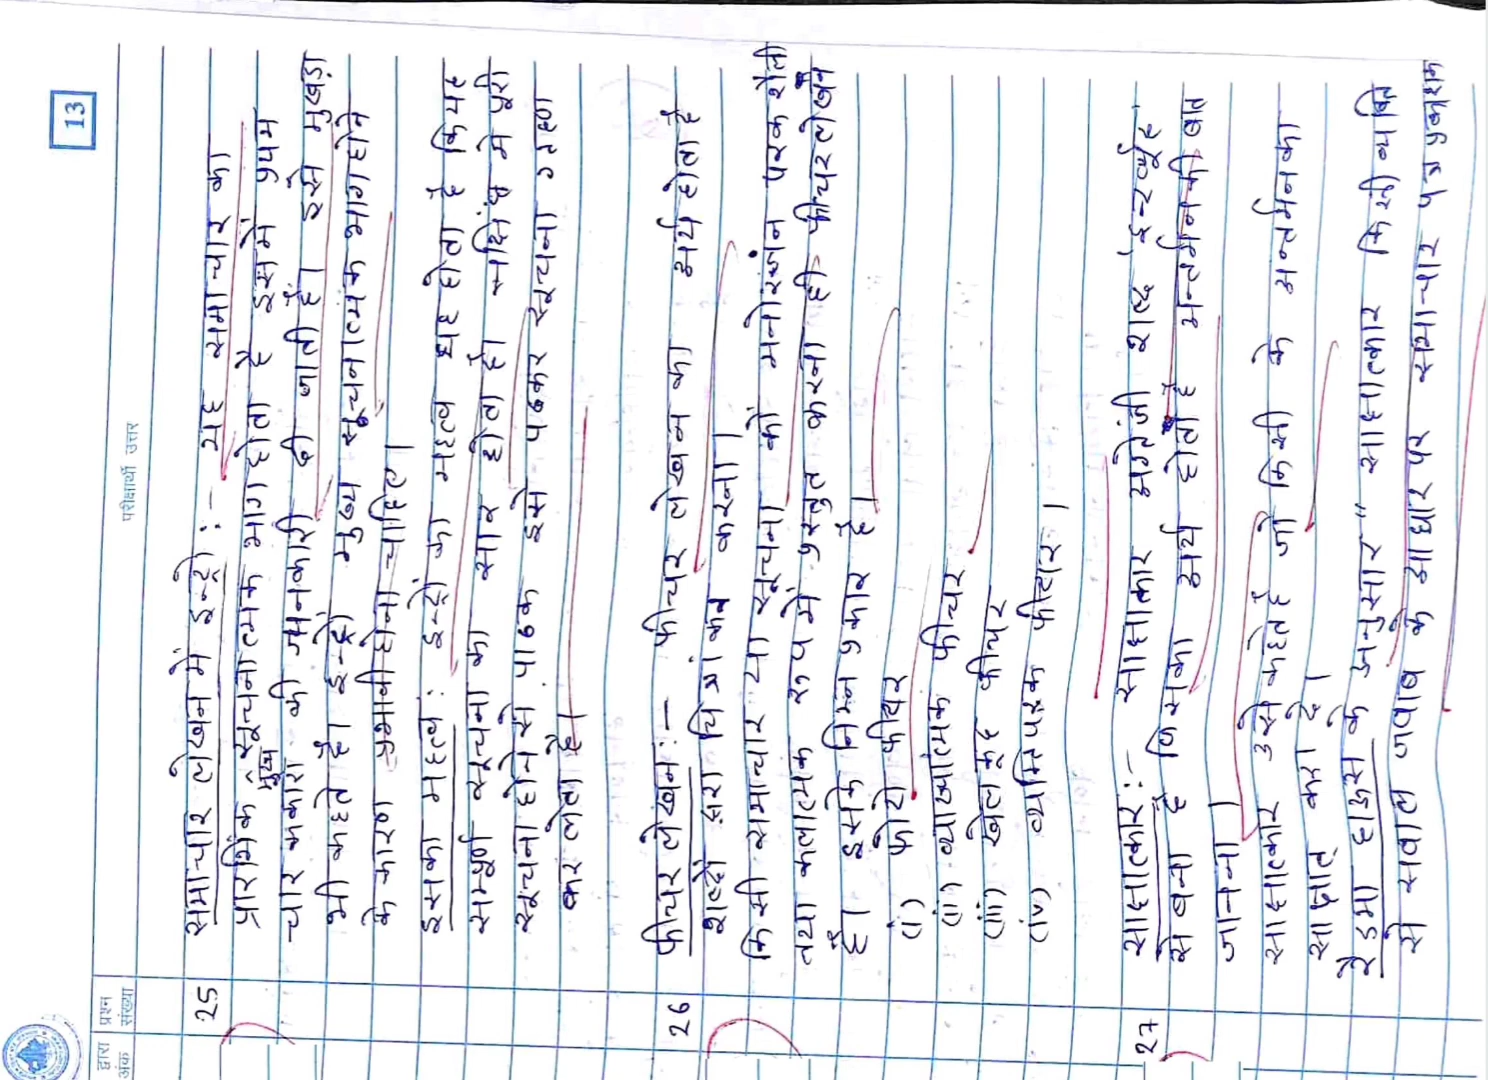 13
परीक्षार्थी उत्तर
द्वारा अंक
प्रश्न संख्या
25 समाचार लेखन में इन्ट्रो :- यह समाचार का
प्रारम्भिक सूचनात्मक भाग होता है इसमें प्रथम
चार ककारो की मुख्य जानकारी दी जाती है। इसे मुखड़ा
भी कहते है। इन्ट्रो मुख्य सूचनात्मक भाग होने
के कारण प्रभावी होना चाहिए।
इसका महत्व : इन्ट्रो का महत्व यह होता है कि यह
सम्पूर्ण सूचना का सार होता है। संक्षिप्त में पूरी
सूचना होने से पाठक इसे पढकर सूचना ग्रहण
कर लेता है।
26 फीचर लेखन :- फीचर लेखन का अर्थ होता है
शब्दो द्वारा चित्रांकन करना।
किसी समाचार या सूचना को मनोरंजन परक शैली
तथा कलात्मक रूप में प्रस्तुत करना ही फीचर लेखन
है। इसके निम्न प्रकार है।
(i) फोटो फीचर
(ii) व्याख्यात्मक फीचर
(iii) खेलकूद फीचर
(iv) व्यक्तिपरक फीचर।
27 साक्षात्कार:- साक्षात्कार अग्रेंजी शब्द इन्टरव्यूह
से बना है जिसका अर्थ होता है अन्तर्मन की बात
जानना।
साक्षात्कार उसे कहते है जो किसी के अन्तर्मन का
साक्षात करा दे।
रेडमा हाक्स के अनुसार " साक्षात्कार किसी व्यक्ति
से सवाल जवाब के आधार पर समाचार पत्र प्रकाशन